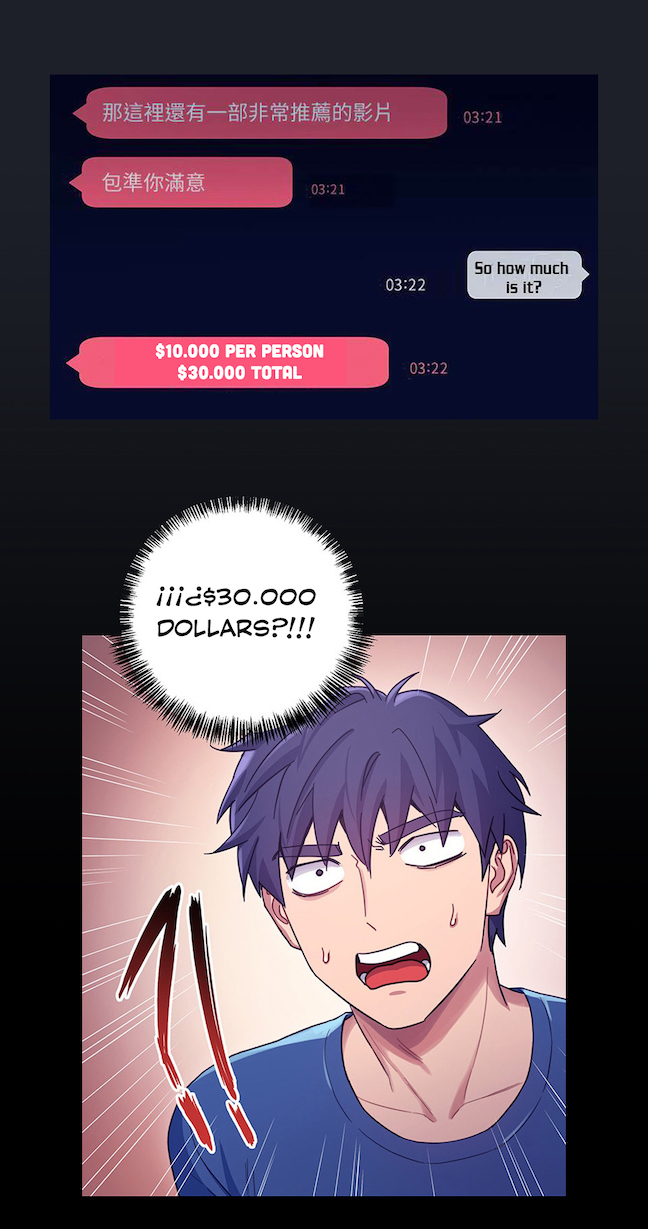 那這裡還有一部非常推薦的影片
03:21
包準你滿意
03:21
So how much
is it?
03:22
$10.000 PER PERSON
$30.000 TOTAL
03:22
¡¡¡¿$30.000
DOLLARS?!!!